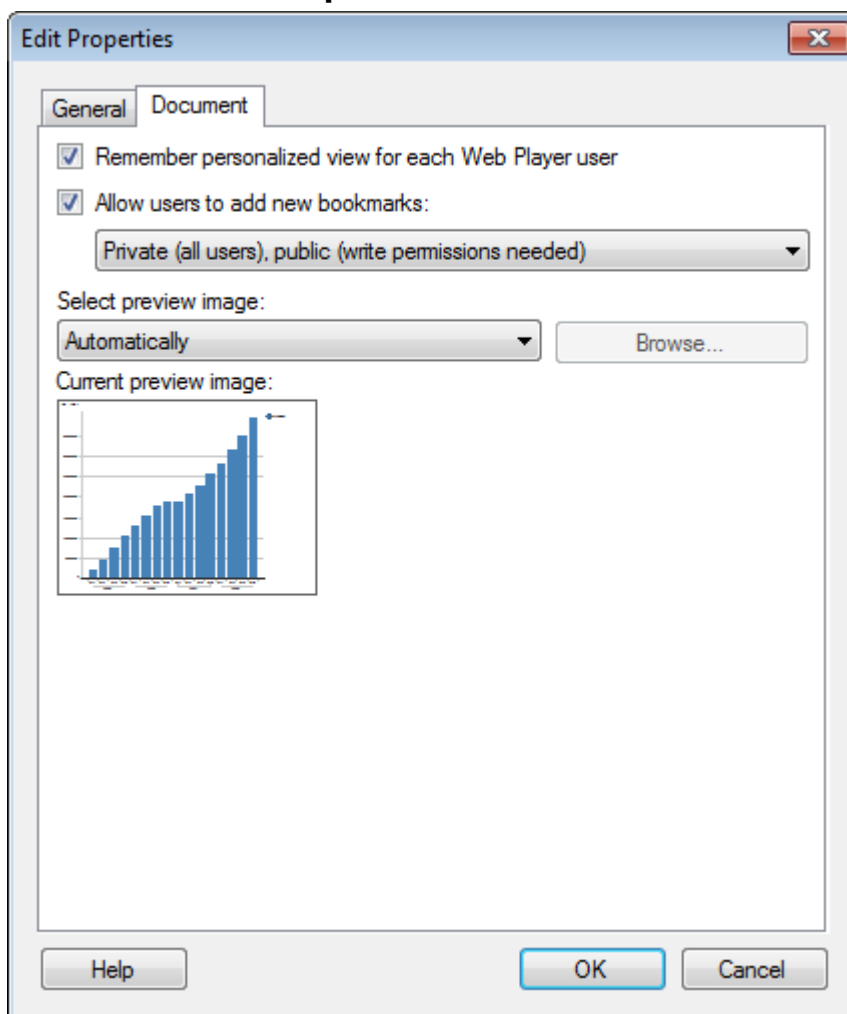 Edit Properties
General Document
Remember personalized view for each Web Player user
Allow users to add new bookmarks:
Private (all users), public (write permissions needed)
Select preview image:
Automatically Browse...
Current preview image:
Help OK Cancel